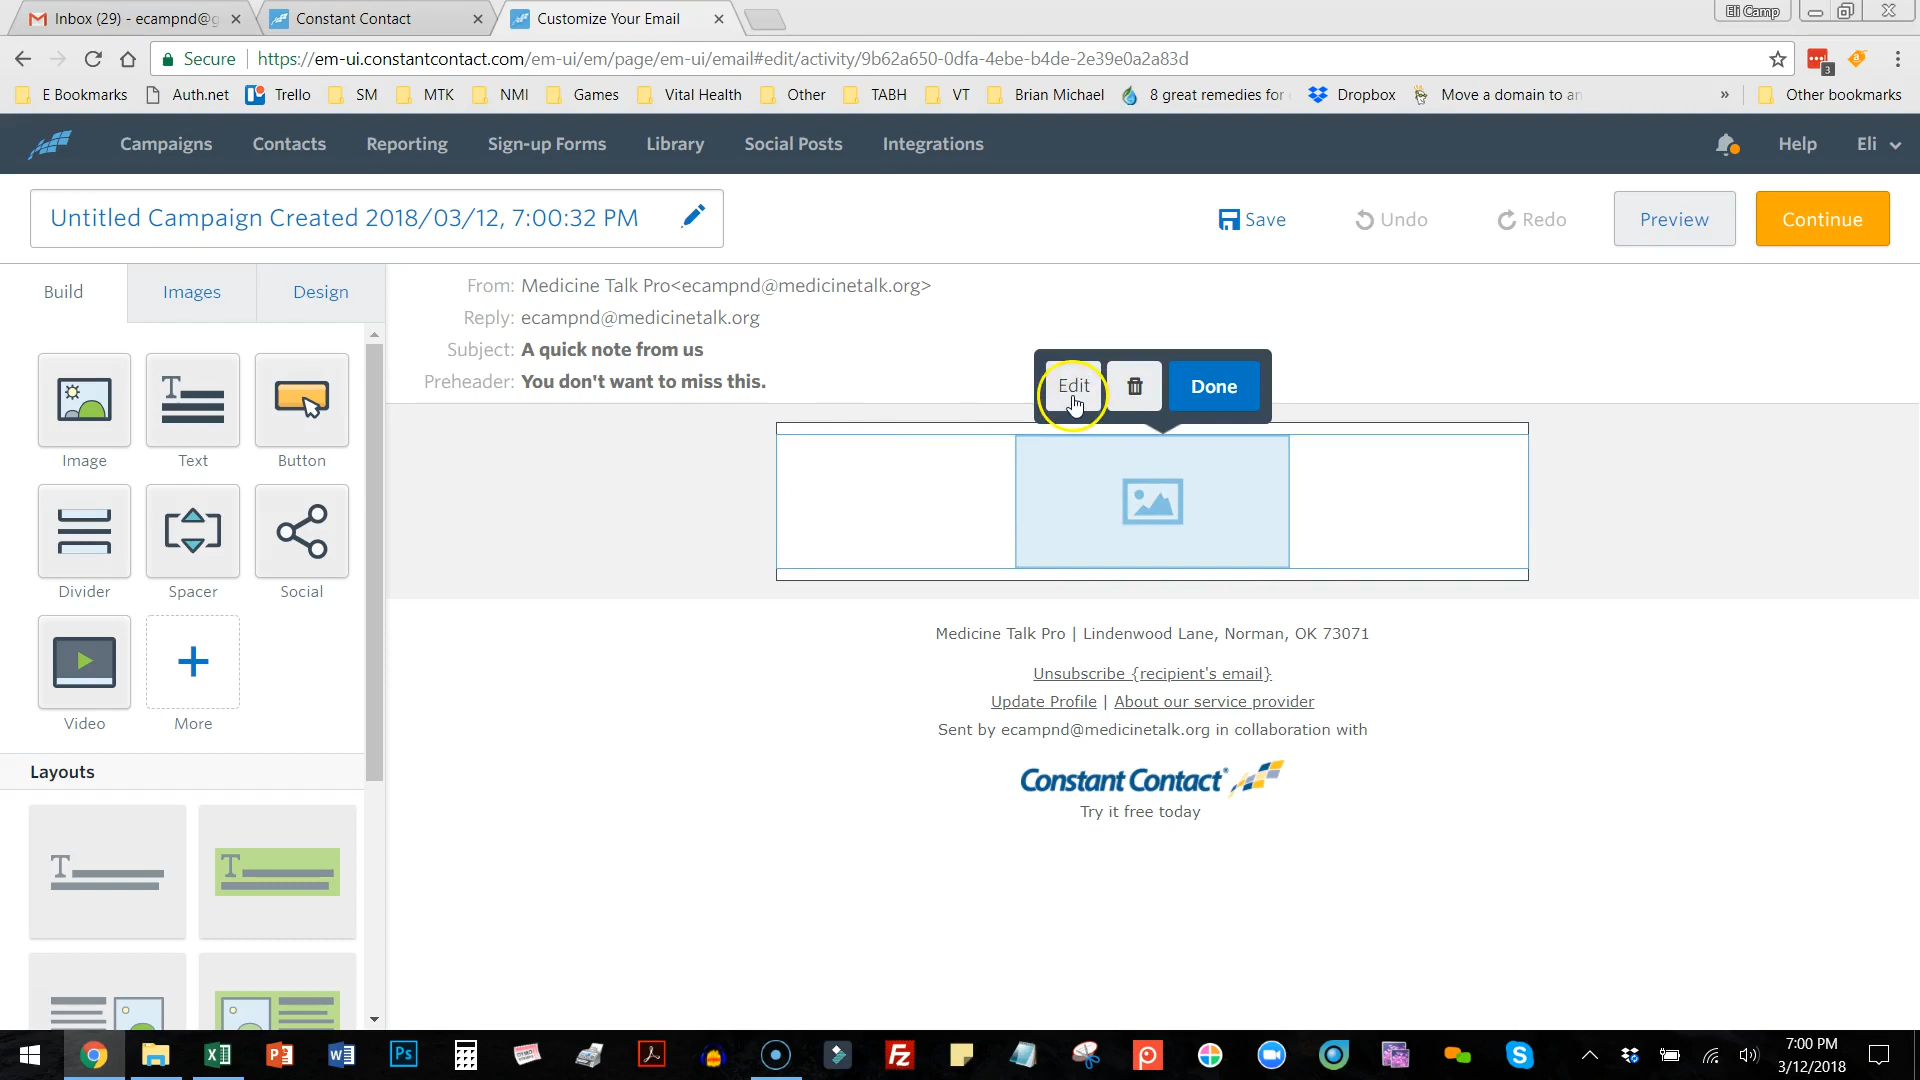 Inbox (29) - ecampnd@g
Constant Contact
Customize Your Email
Eli Camp
Secure
https://em-ui.constantcontact.com/em-ui/em/page/em-ui/email#edit/activity/9b62a650-0dfa-4ebe-b4de-2e39e0a2a83d
3
E Bookmarks
Auth.net
Trello
SM
MTK
NMI
Games
Vital Health
Other
TABH
VT
Brian Michael
8 great remedies for
Dropbox
Move a domain to an
»
Other bookmarks
Campaigns
Contacts
Reporting
Sign-up Forms
Library
Social Posts
Integrations
Help
Eli
Untitled Campaign Created 2018/03/12, 7:00:32 PM
Save
Undo
Redo
Preview
Continue
Build
Images
Design
From: Medicine Talk Pro<ecampnd@medicinetalk.org>
Reply: ecampnd@medicinetalk.org
Subject: A quick note from us
Preheader: You don't want to miss this.
Edit
Done
Image
Text
Button
Divider
Spacer
Social
Video
More
Layouts
Medicine Talk Pro | Lindenwood Lane, Norman, OK 73071
Unsubscribe {recipient's email}
Update Profile | About our service provider
Sent by ecampnd@medicinetalk.org in collaboration with
Constant Contact®
Try it free today
7:00 PM
3/12/2018